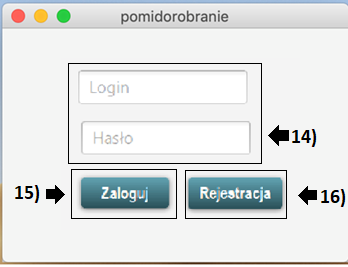 pomidorobranie
Login
Hasło
14)
15) Zaloguj Rejestracja 16)